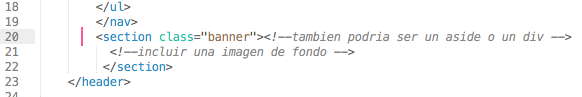 18 </ul>
19 </nav>
20 <section class="banner"><!--tambien podria ser un aside o un div -->
21 <!--incluir una imagen de fondo -->
22 </section>
23 </header>
24